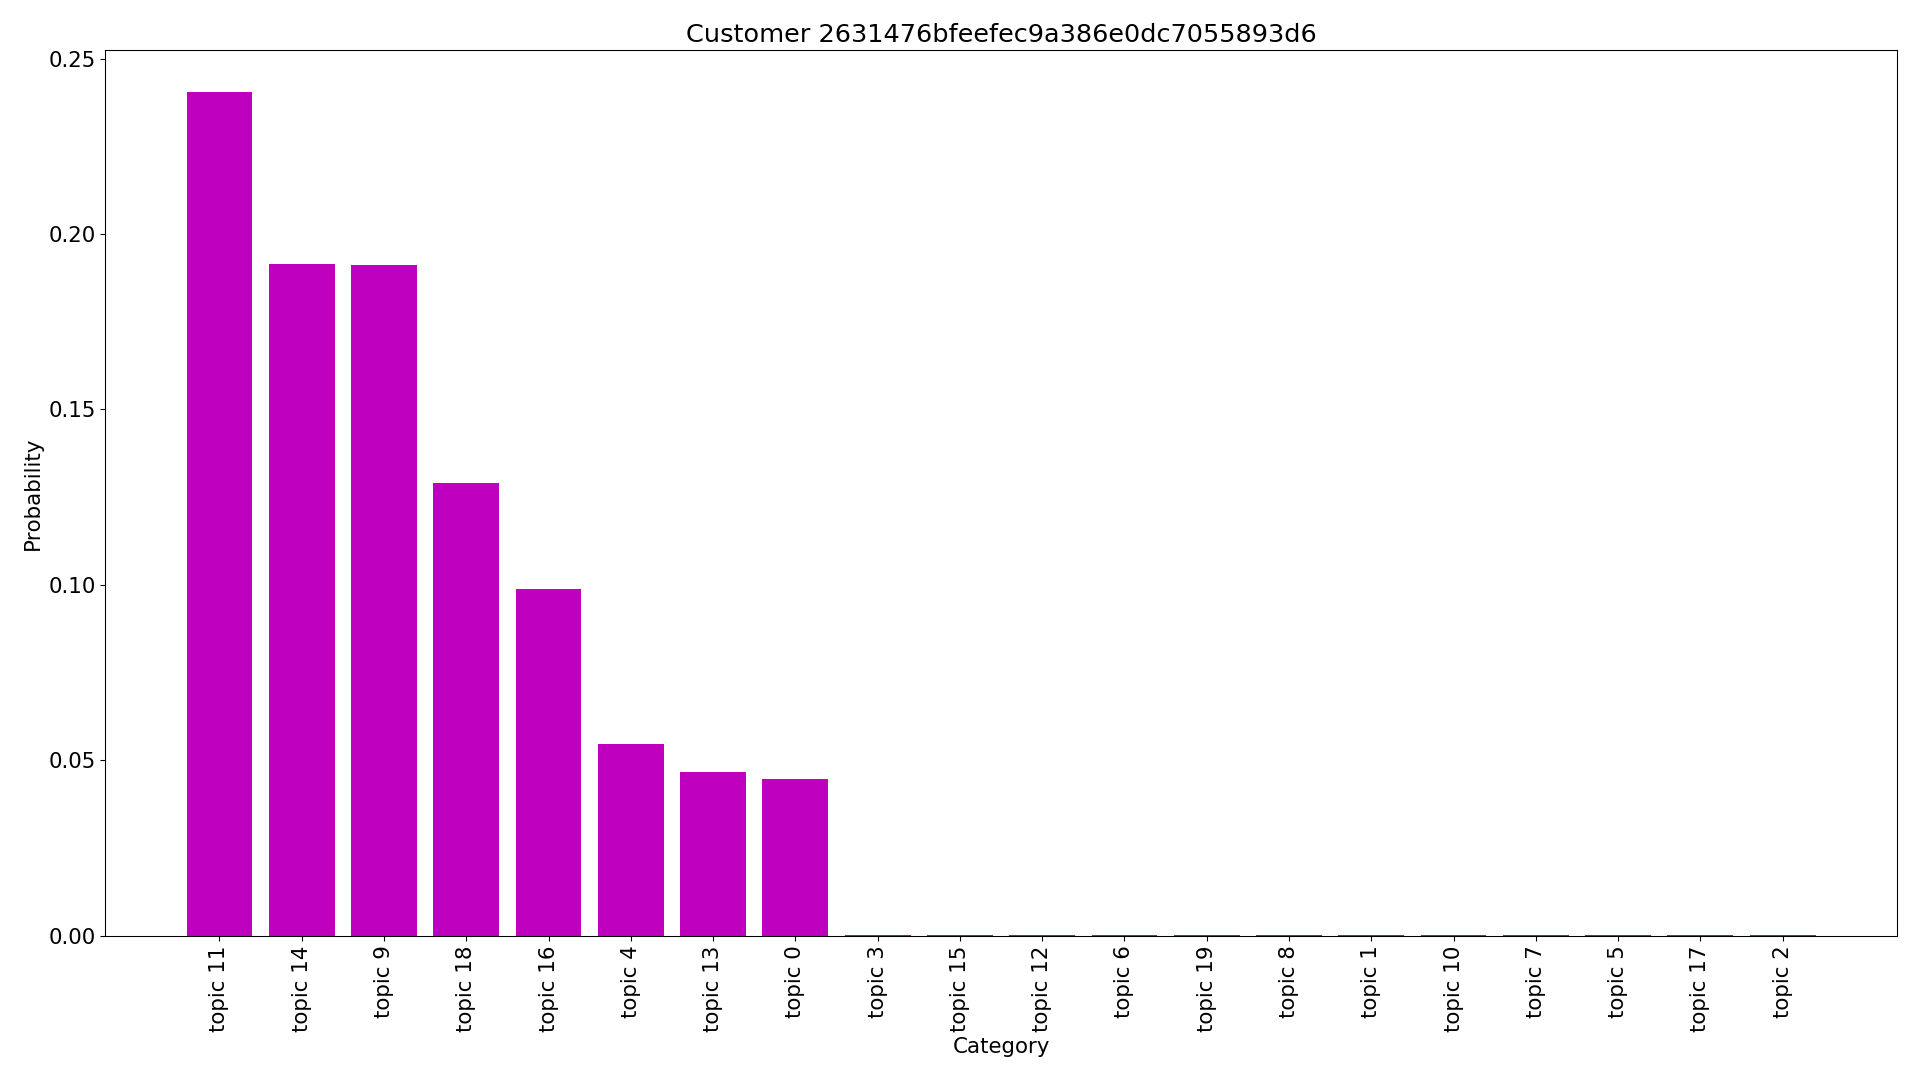 Customer 2631476bfeefec9a386e0dc7055893d6
0.25
0.20
0.15
0.10
0.05
0.00
Probability
topic 11
topic 14
topic 9
topic 18
topic 16
topic 4
topic 13
topic 0
topic 3
topic 15
topic 12
topic 6
topic 19
topic 8
topic 1
topic 10
topic 7
topic 5
topic 17
topic 2
Category